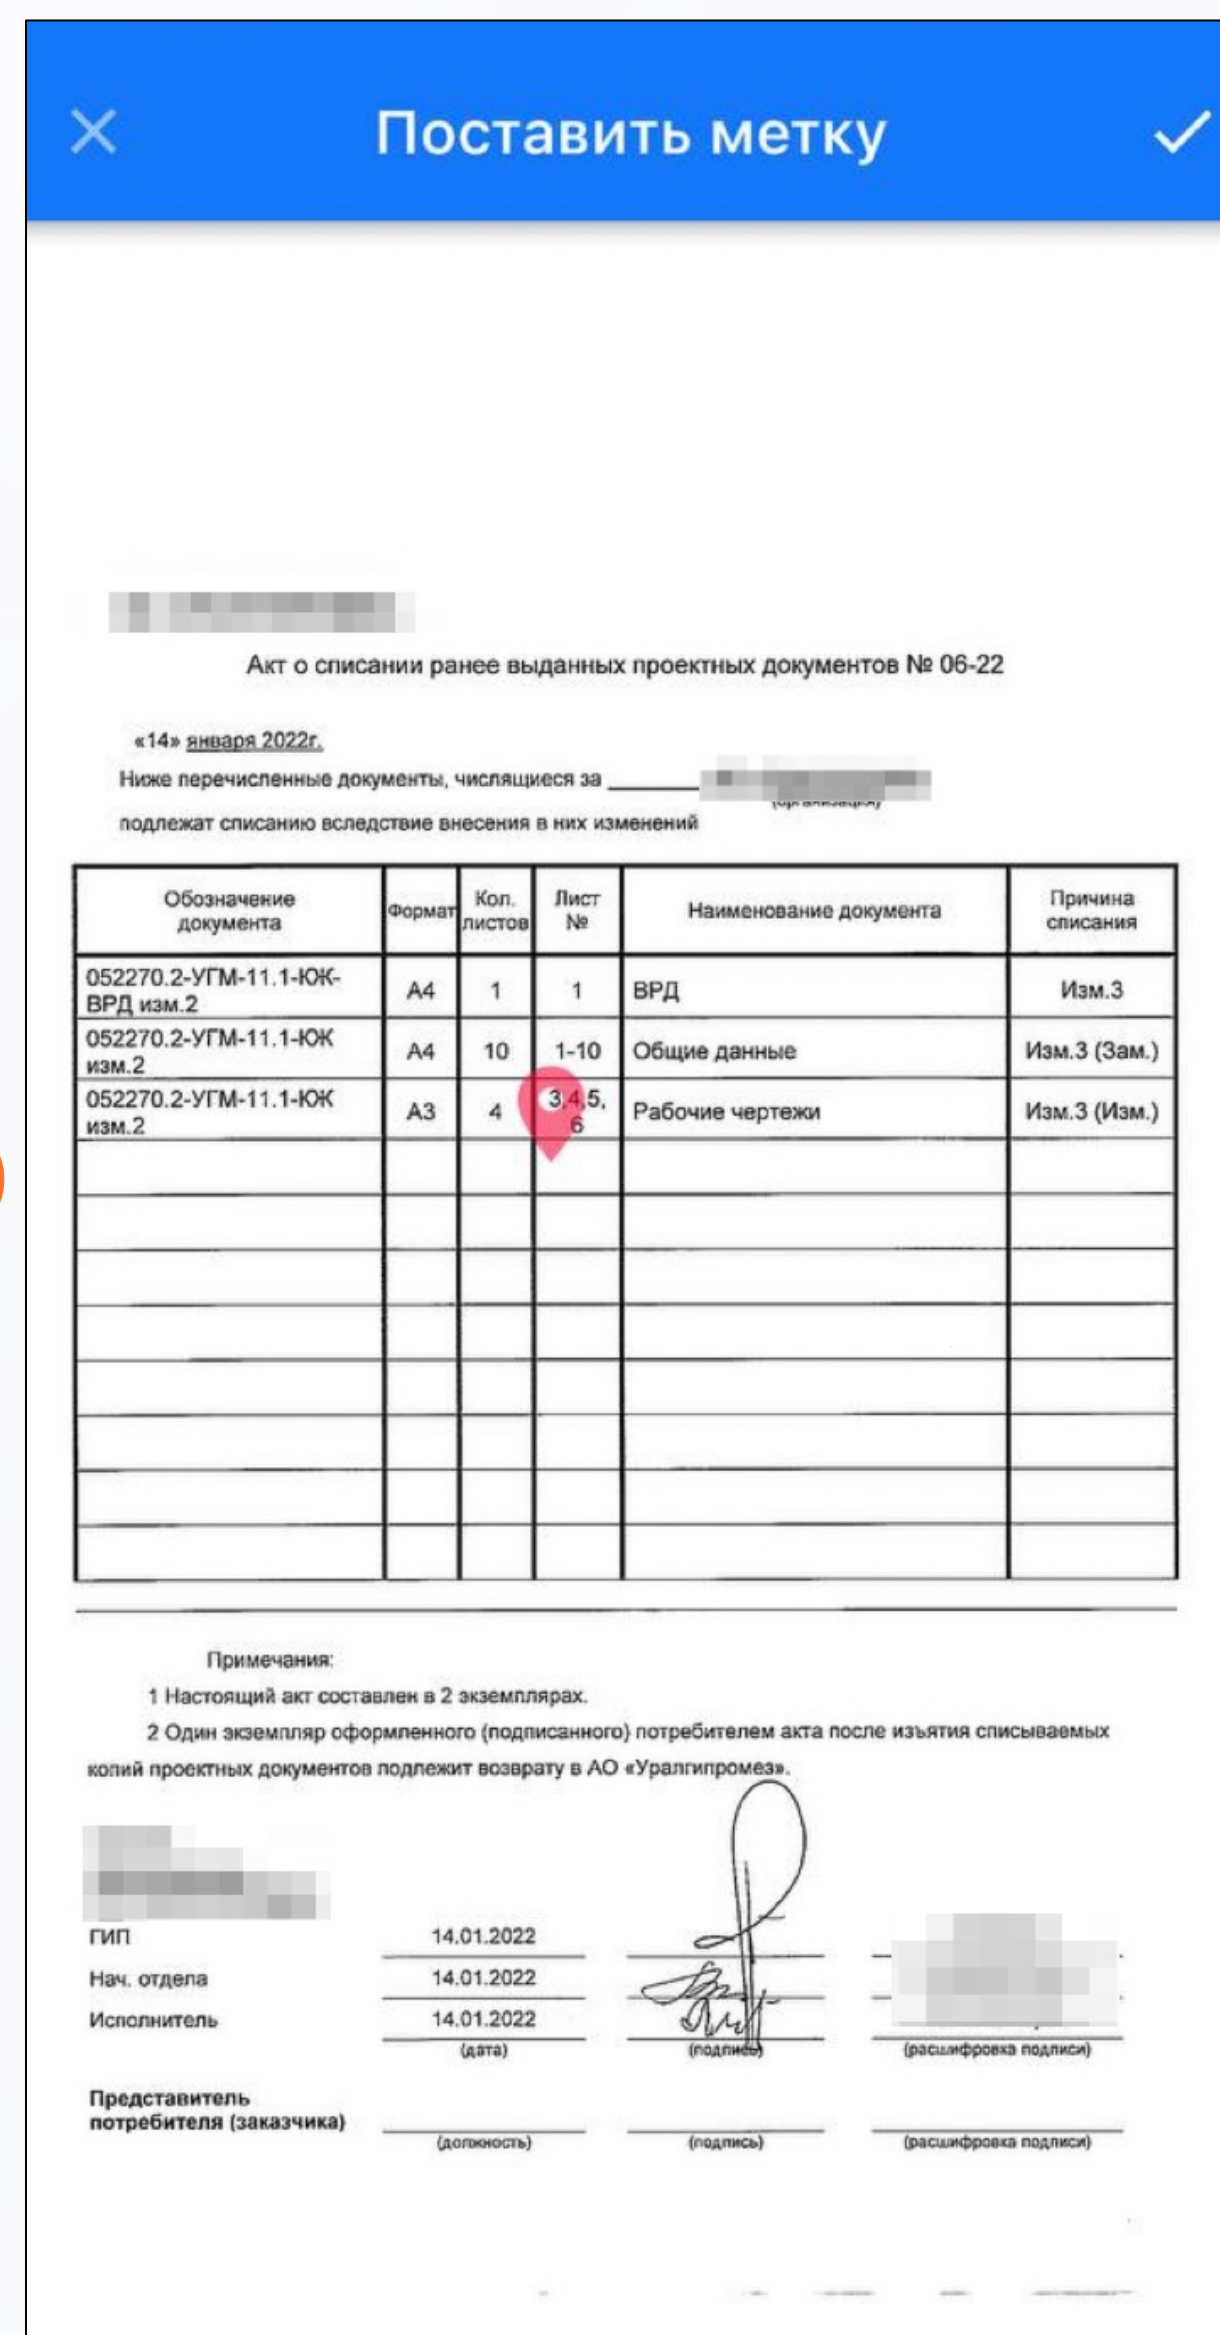 Поставить метку
Акт о списании ранее выданных проектных документов № 06-22
«14» января 2022г.
Ниже перечисленные документы, числящиеся за
(организация)
подлежат списанию вследствие внесения в них изменений
Обозначение документа Формат Кол. листов Лист № Наименование документа Причина списания
052270.2-УГМ-11.1-КЖ-
ВРД изм.2 А4 1 1 ВРД Изм.3
052270.2-УГМ-11.1-КЖ
изм.2 А4 10 1-10 Общие данные Изм.3 (Зам.)
052270.2-УГМ-11.1-КЖ
изм.2 А3 4 3,4,5, 6 Рабочие чертежи Изм.3 (Изм.)
Примечания:
1 Настоящий акт составлен в 2 экземплярах.
2 Один экземпляр оформленного (подписанного) потребителем акта после изъятия списываемых
копий проектных документов подлежит возврату в АО «Уралгипромез».
ГИП 14.01.2022
Нач. отдела 14.01.2022
Исполнитель 14.01.2022
(дата) (подпись) (расшифровка подписи)
Представитель
потребителя (заказчика)
(должность) (подпись) (расшифровка подписи)